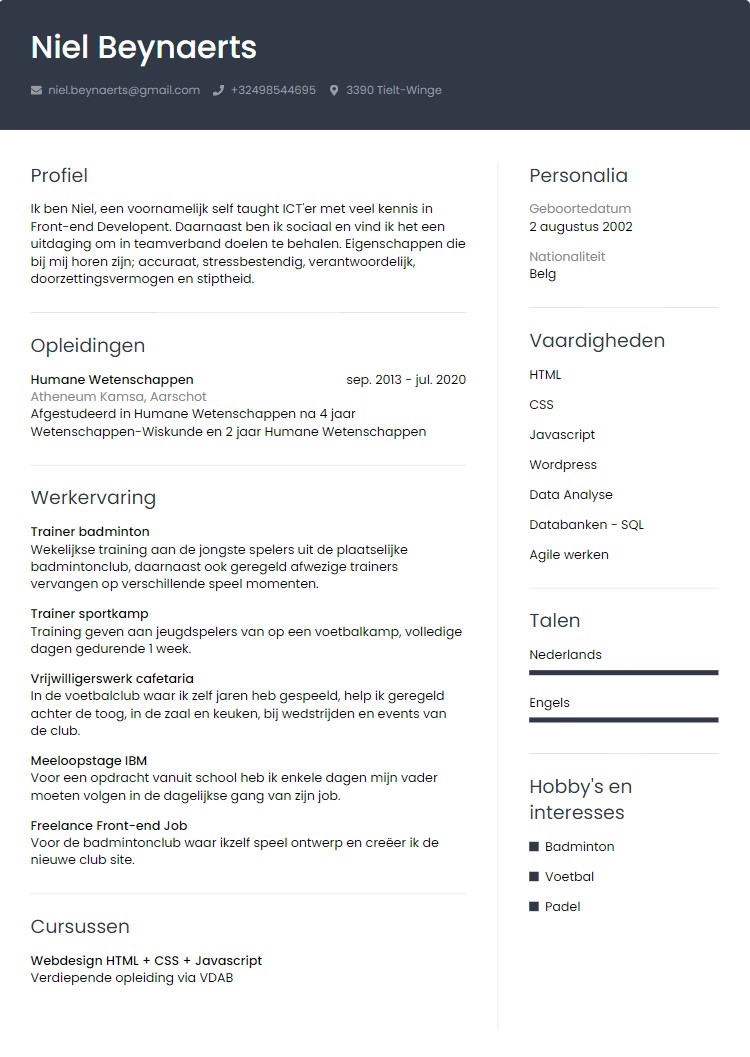 Niel Beynaerts
niel.beynaerts@gmail.com +32498544695 3390 Tielt-Winge
Profiel
Ik ben Niel, een voornamelijk self taught ICT'er met veel kennis in
Front-end Developent. Daarnaast ben ik sociaal en vind ik het een
uitdaging om in teamverband doelen te behalen. Eigenschappen die
bij mij horen zijn; accuraat, stressbestendig, verantwoordelijk,
doorzettingsvermogen en stiptheid.
Opleidingen
Humane Wetenschappen sep. 2013 - jul. 2020
Atheneum Kamsa, Aarschot
Afgestudeerd in Humane Wetenschappen na 4 jaar
Wetenschappen-Wiskunde en 2 jaar Humane Wetenschappen
Werkervaring
Trainer badminton
Wekelijkse training aan de jongste spelers uit de plaatselijke
badmintonclub, daarnaast ook geregeld afwezige trainers
vervangen op verschillende speel momenten.
Trainer sportkamp
Training geven aan jeugdspelers van op een voetbalkamp, volledige
dagen gedurende 1 week.
Vrijwilligerswerk cafetaria
In de voetbalclub waar ik zelf jaren heb gespeeld, help ik geregeld
achter de toog, in de zaal en keuken, bij wedstrijden en events van
de club.
Meeloopstage IBM
Voor een opdracht vanuit school heb ik enkele dagen mijn vader
moeten volgen in de dagelijkse gang van zijn job.
Freelance Front-end Job
Voor de badmintonclub waar ikzelf speel ontwerp en creëer ik de
nieuwe club site.
Cursussen
Webdesign HTML + CSS + Javascript
Verdiepende opleiding via VDAB
Personalia
Geboortedatum
2 augustus 2002
Nationaliteit
Belg
Vaardigheden
HTML
CSS
Javascript
Wordpress
Data Analyse
Databanken - SQL
Agile werken
Talen
Nederlands
Engels
Hobby's en
interesses
Badminton
Voetbal
Padel